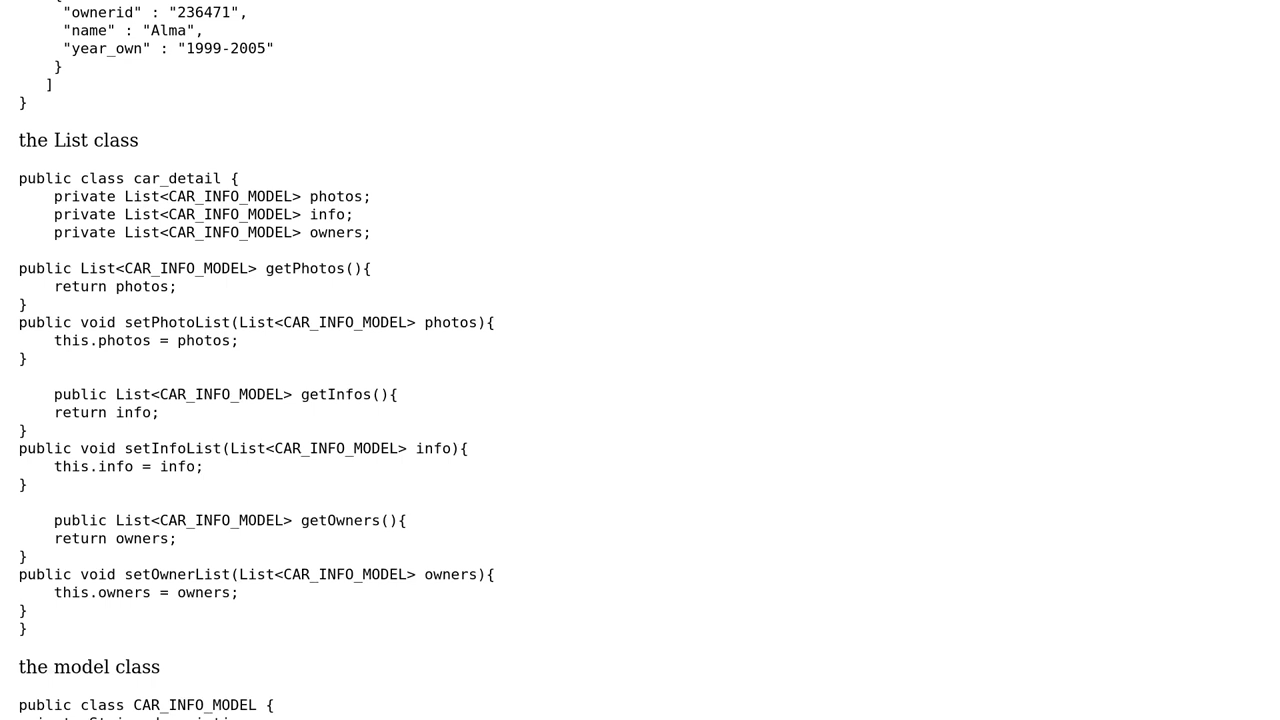 {
     "ownerid" : "236471",
     "name" : "Alma",
     "year_own" : "1999-2005"
    }
   ]
}
the List class
public class car_detail {
    private List<CAR_INFO_MODEL> photos;
    private List<CAR_INFO_MODEL> info;
    private List<CAR_INFO_MODEL> owners;
public List<CAR_INFO_MODEL> getPhotos(){
    return photos;
}
public void setPhotoList(List<CAR_INFO_MODEL> photos){
    this.photos = photos;
}
    public List<CAR_INFO_MODEL> getInfos(){
    return info;
}
public void setInfoList(List<CAR_INFO_MODEL> info){
    this.info = info;
}
    public List<CAR_INFO_MODEL> getOwners(){
    return owners;
}
public void setOwnerList(List<CAR_INFO_MODEL> owners){
    this.owners = owners;
}
}
the model class
public class CAR_INFO_MODEL {